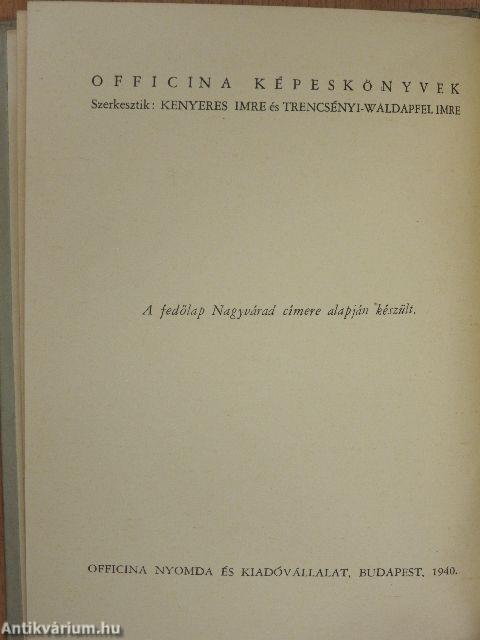 OFFICINA KÉPESKÖNYVEK
Szerkesztik: KENYERES IMRE és TRENCSÉNYI-WALDAPFEL IMRE
A fedőlap Nagyvárad címere alapján készült.
OFFICINA NYOMDA ÉS KIADÓVÁLLALAT, BUDAPEST, 1940.
Antikvárium.hu